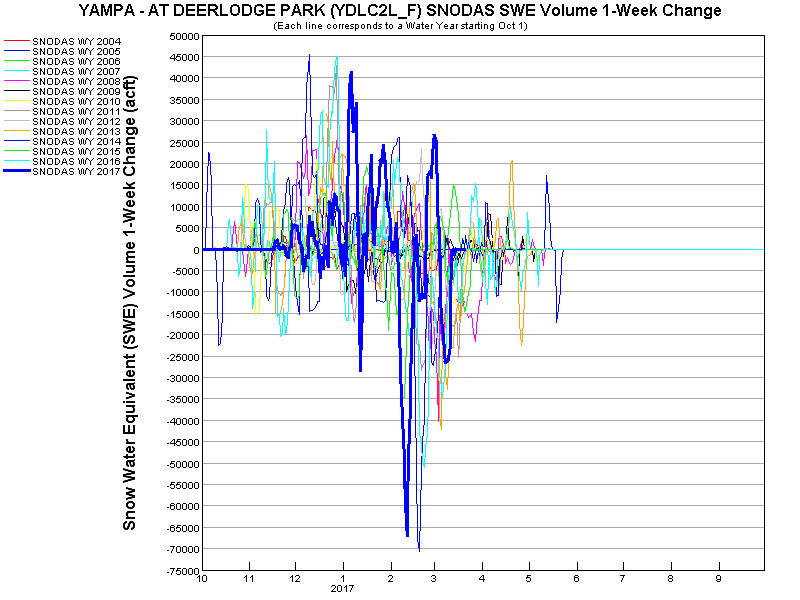 YAMPA - AT DEERLODGE PARK (YDLC2L_F) SNODAS SWE Volume 1-Week Change
(Each line corresponds to a Water Year starting Oct 1)
SNODAS WY 2004
SNODAS WY 2005
SNODAS WY 2006
SNODAS WY 2007
SNODAS WY 2008
SNODAS WY 2009
SNODAS WY 2010
SNODAS WY 2011
SNODAS WY 2012
SNODAS WY 2013
SNODAS WY 2014
SNODAS WY 2015
SNODAS WY 2016
SNODAS WY 2017
Snow Water Equivalent (SWE) Volume 1-Week Change (acft)
50000
45000
40000
35000
30000
25000
20000
15000
10000
5000
0
-5000
-10000
-15000
-20000
-25000
-30000
-35000
-40000
-45000
-50000
-55000
-60000
-65000
-70000
-75000
10 11 12 1 2 3 4 5 6 7 8 9
2017